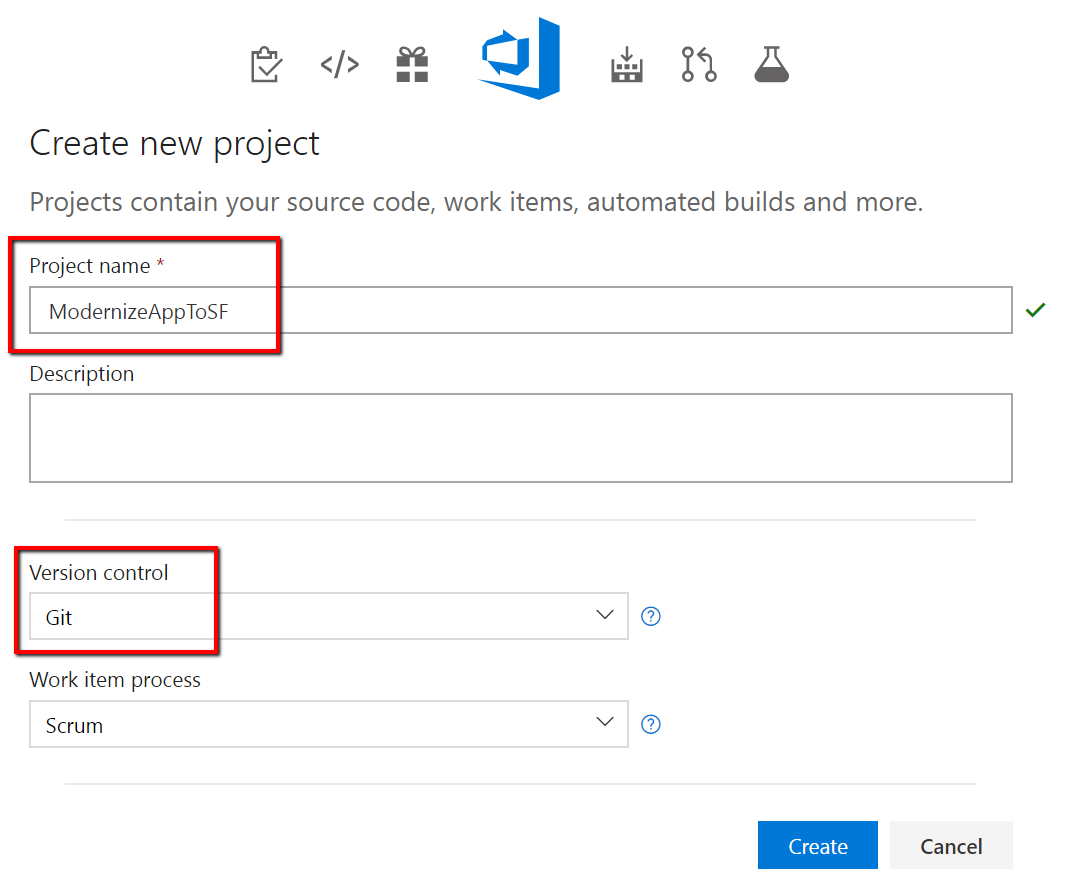 </>
Create new project
Projects contain your source code, work items, automated builds and more.
Project name *
ModernizeAppToSF
Description
Version control
Git
?
Work item process
Scrum
?
Create
Cancel